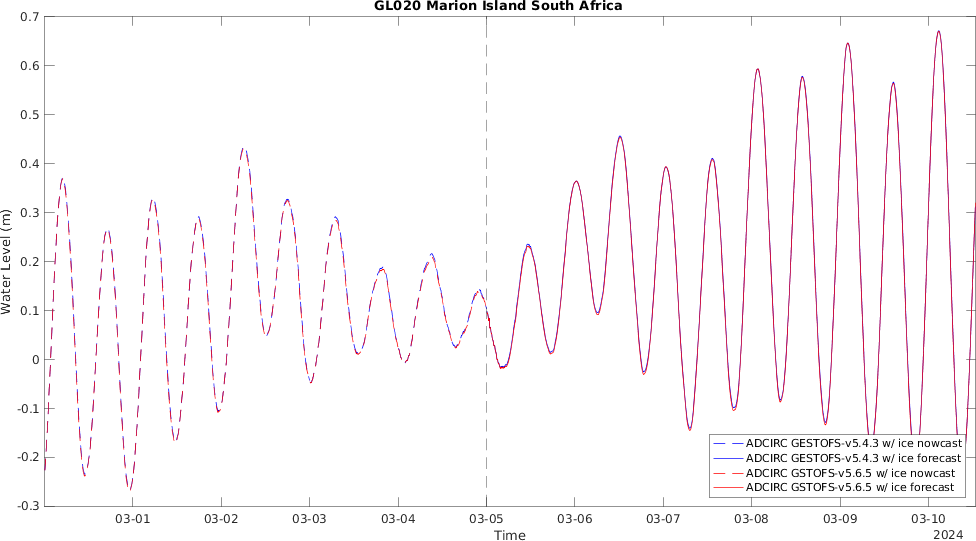 GL020 Marion Island South Africa
0.7
0.6
0.5
0.4
0.3
0.2
0.1
0
-0.1
-0.2
-0.3
Water Level (m)
ADCIRC GESTOFS-v5.4.3 w/ ice nowcast
ADCIRC GESTOFS-v5.4.3 w/ ice forecast
ADCIRC GSTOFS-v5.6.5 w/ ice nowcast
ADCIRC GSTOFS-v5.6.5 w/ ice forecast
03-01 03-02 03-03 03-04 03-05 03-06 03-07 03-08 03-09 03-10
Time
2024